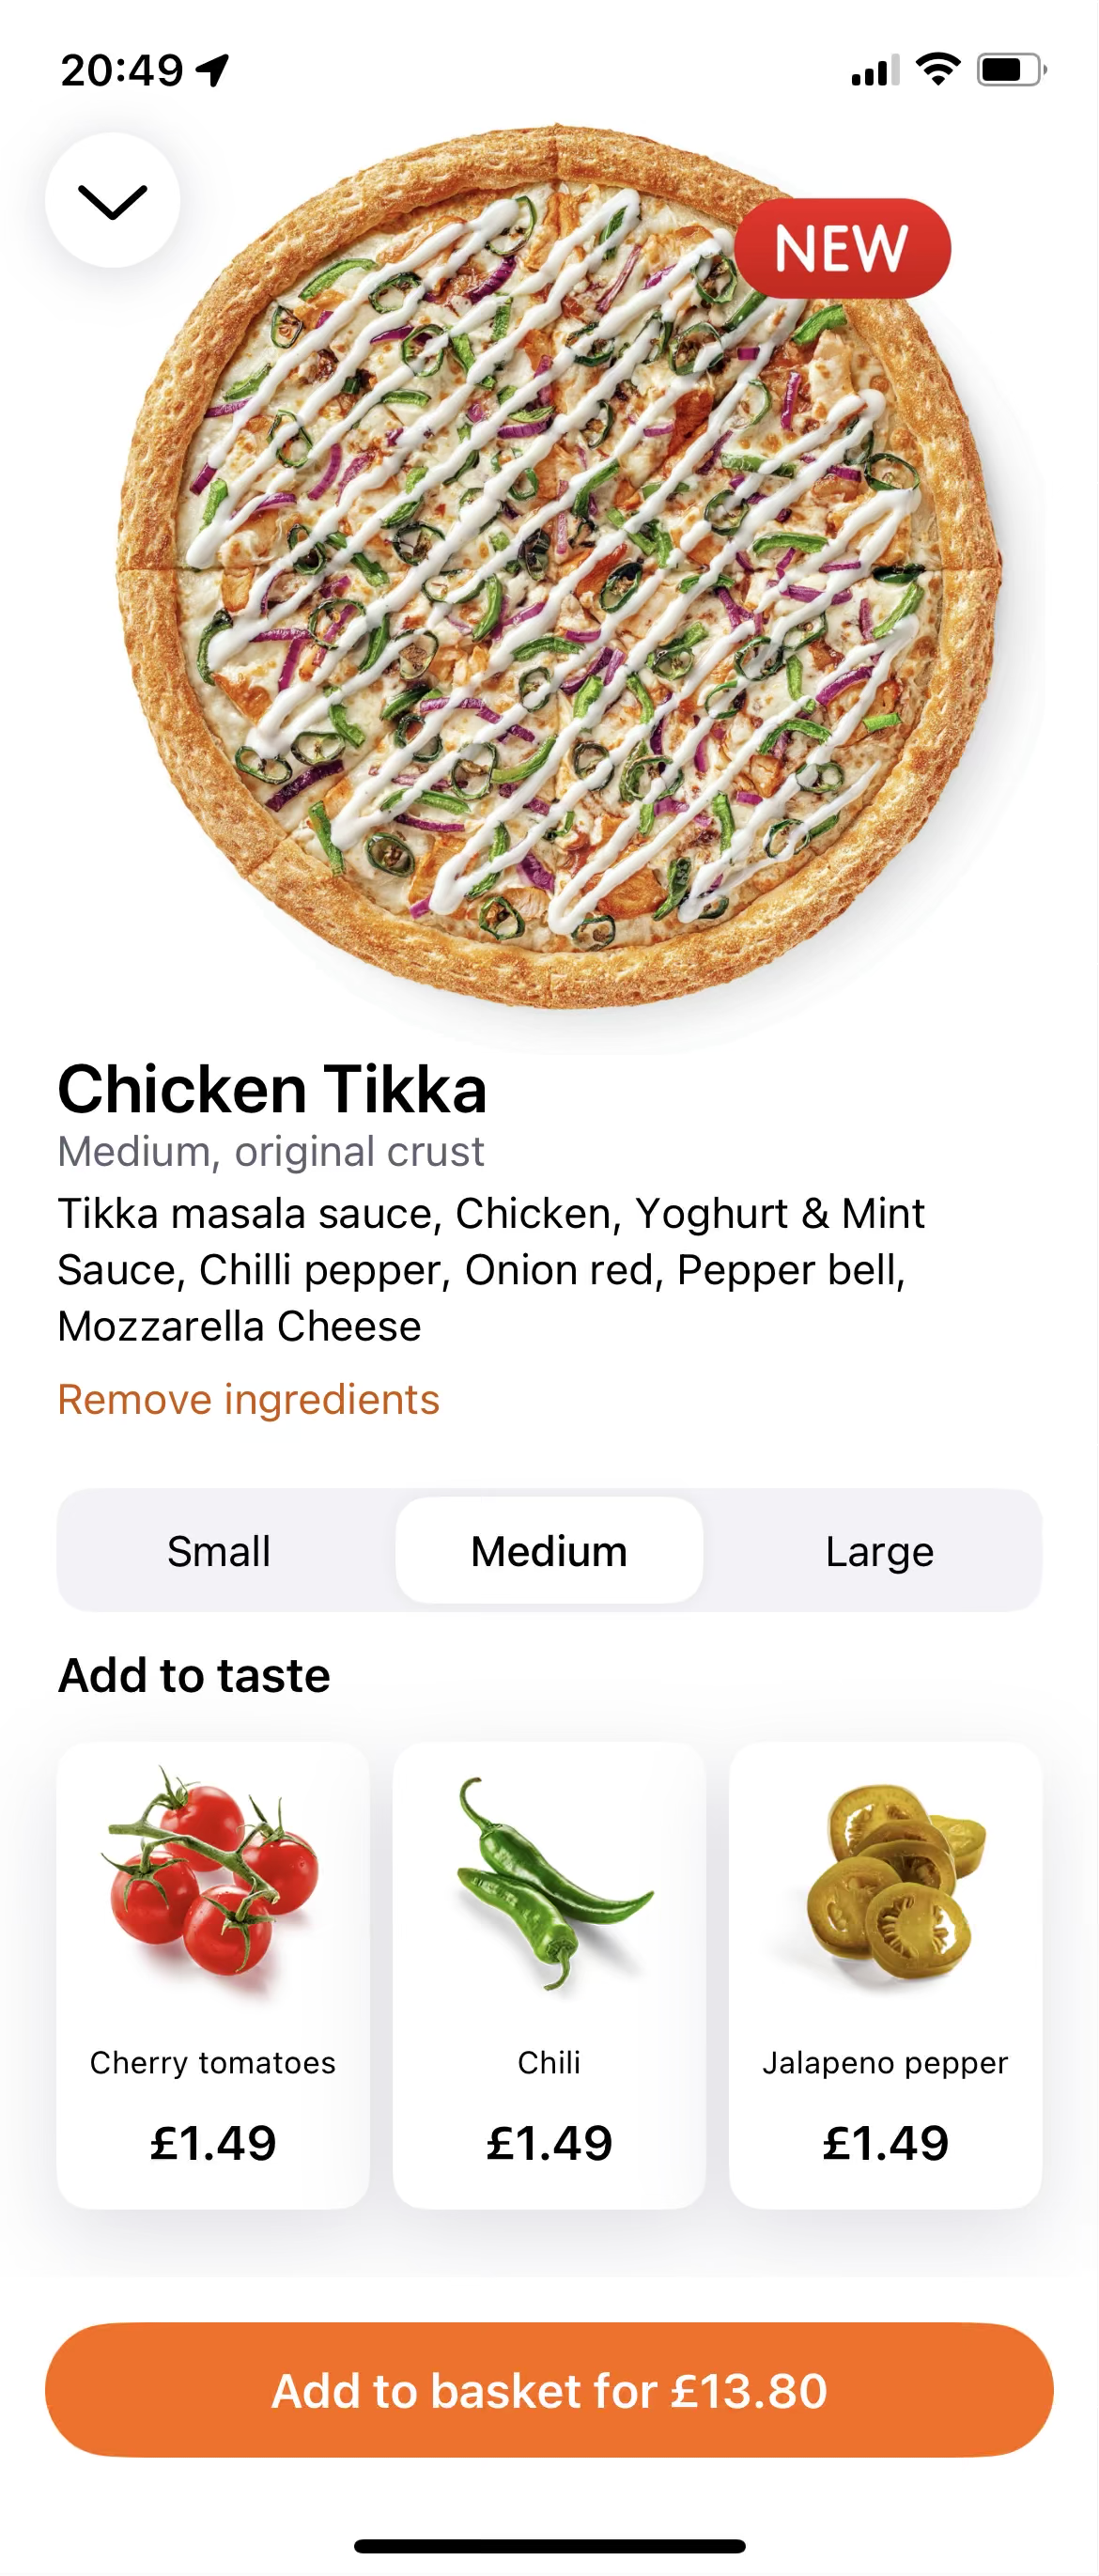 20:49
NEW
Chicken Tikka
Medium, original crust
Tikka masala sauce, Chicken, Yoghurt & Mint
Sauce, Chilli pepper, Onion red, Pepper bell,
Mozzarella Cheese
Remove ingredients
Small Medium Large
Add to taste
Cherry tomatoes Chili Jalapeno pepper
£1.49 £1.49 £1.49
Add to basket for £13.80